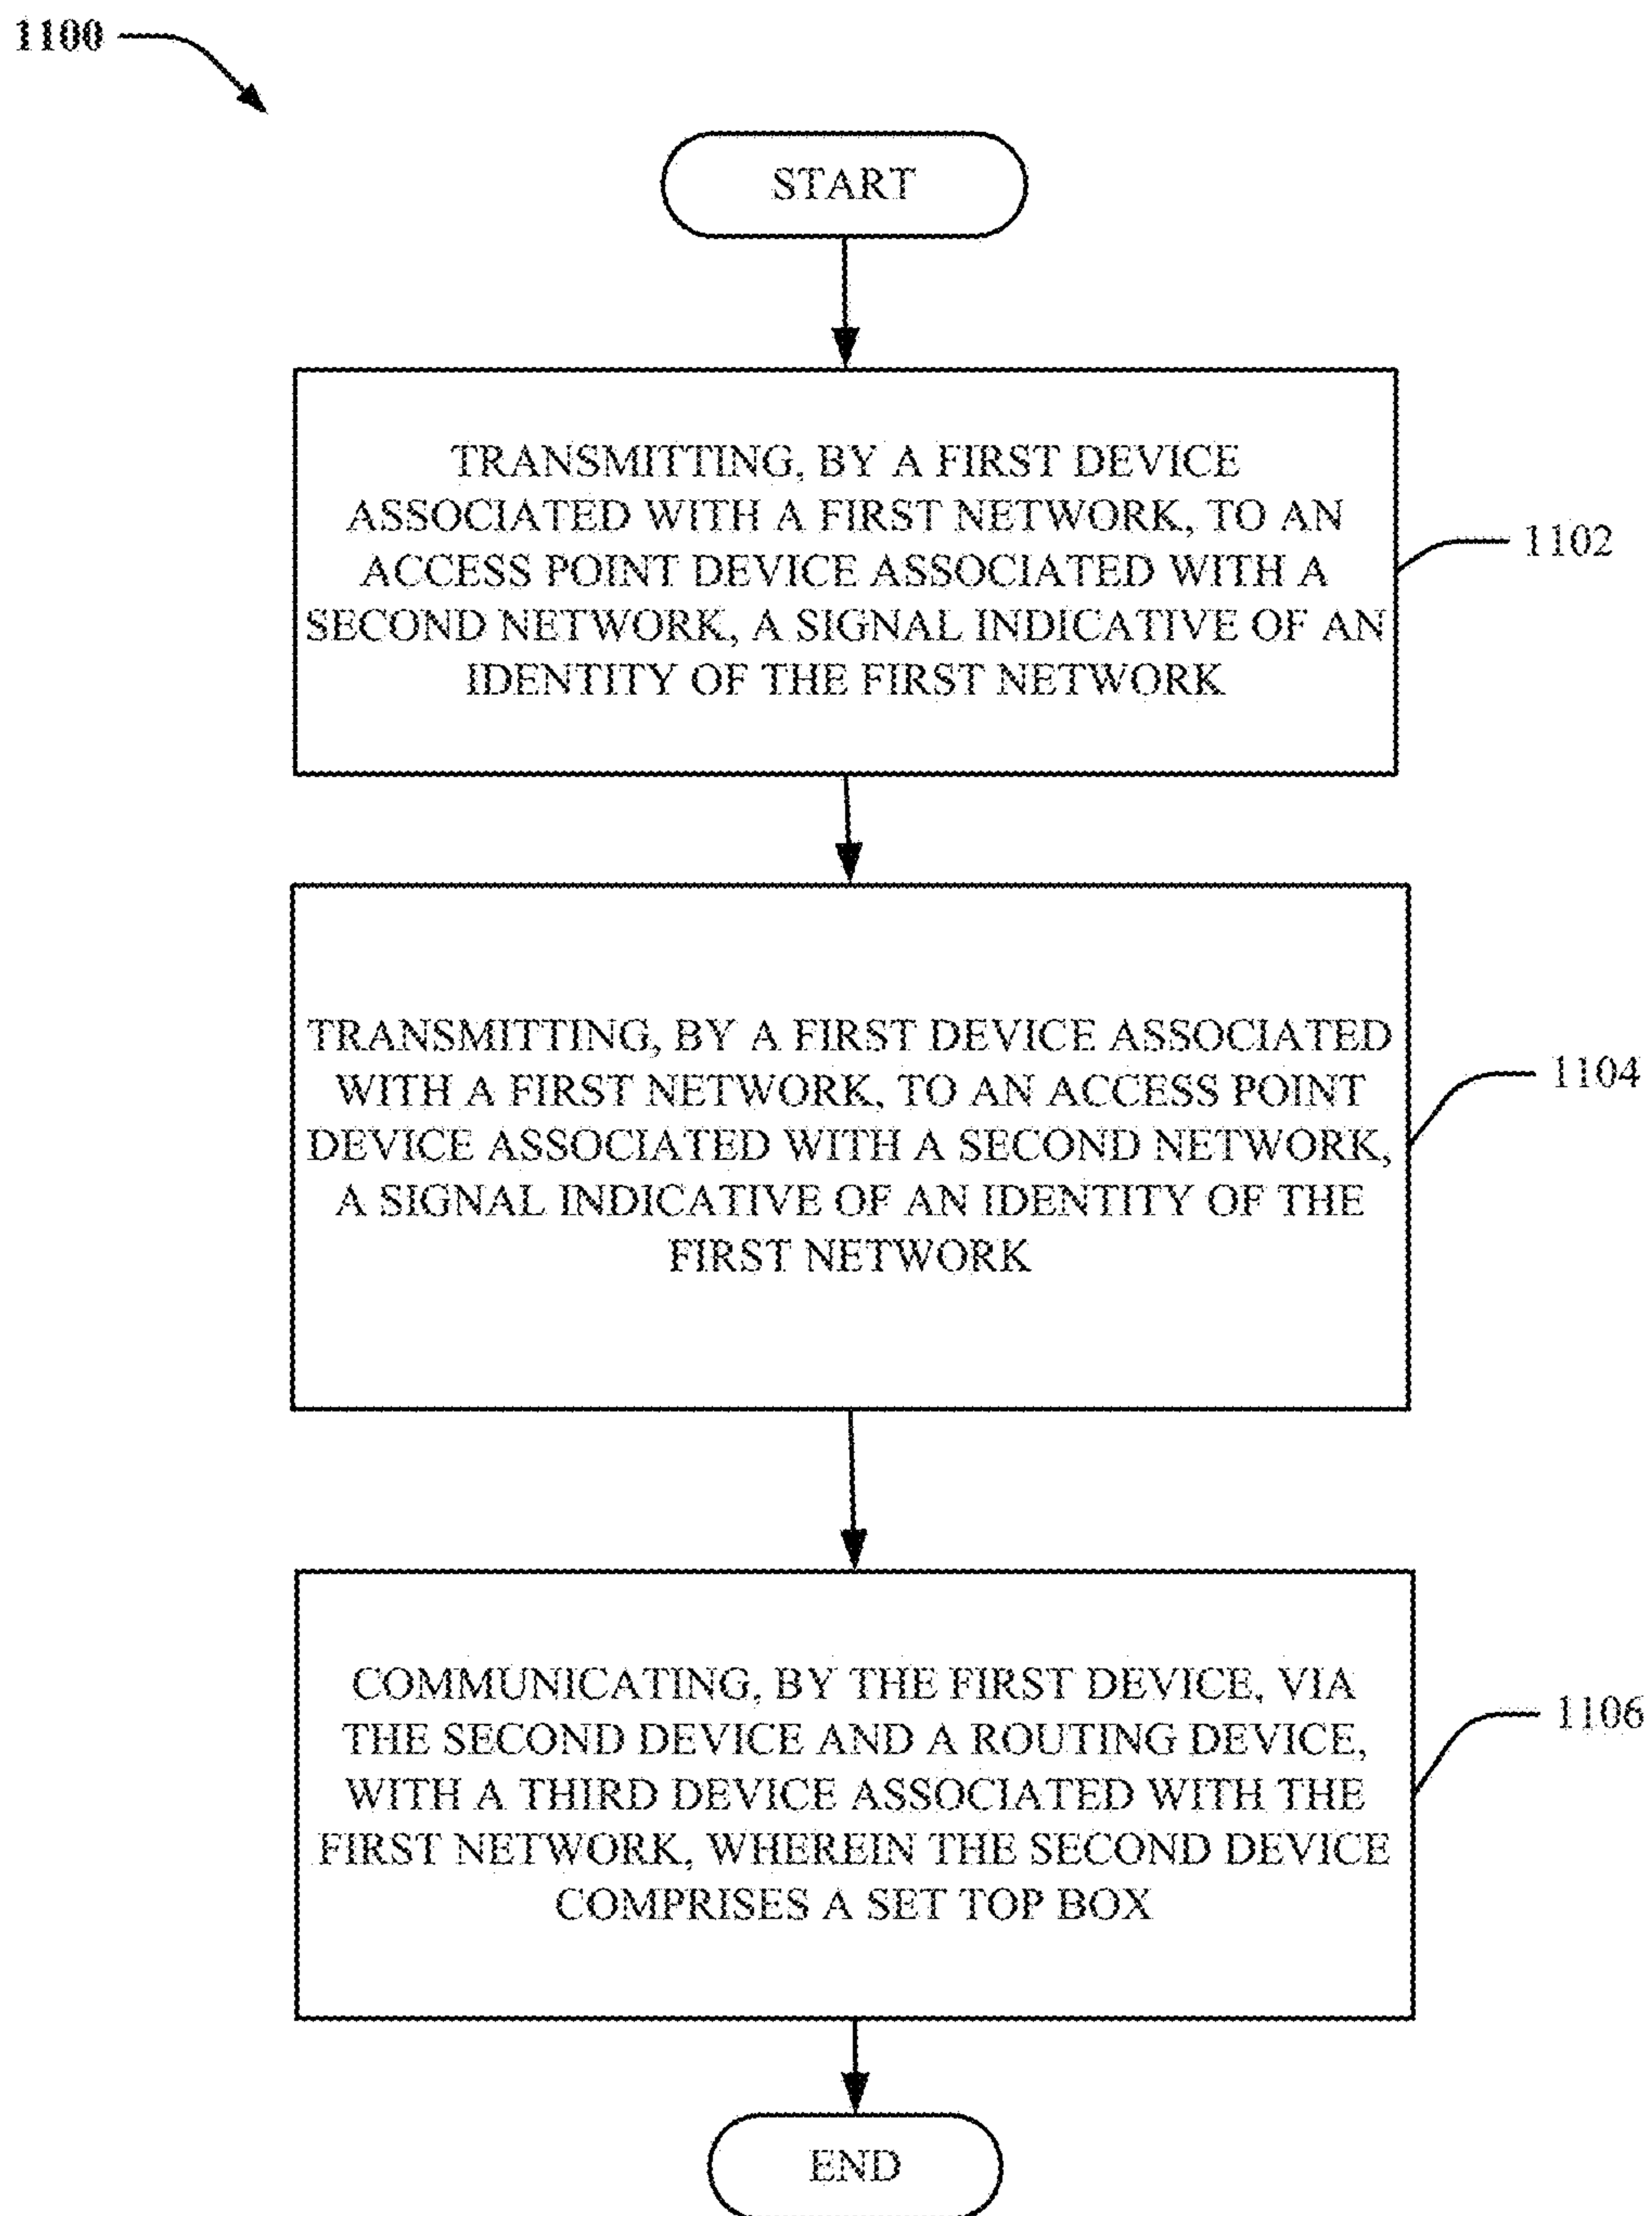 1100
START
TRANSMITTING, BY A FIRST DEVICE
ASSOCIATED WITH A FIRST NETWORK, TO AN
ACCESS POINT DEVICE ASSOCIATED WITH A
SECOND NETWORK, A SIGNAL INDICATIVE OF AN
IDENTITY OF THE FIRST NETWORK
1102
TRANSMITTING, BY A FIRST DEVICE ASSOCIATED
WITH A FIRST NETWORK, TO AN ACCESS POINT
DEVICE ASSOCIATED WITH A SECOND NETWORK,
A SIGNAL INDICATIVE OF AN IDENTITY OF THE
FIRST NETWORK
1104
COMMUNICATING, BY THE FIRST DEVICE, VIA
THE SECOND DEVICE AND A ROUTING DEVICE,
WITH A THIRD DEVICE ASSOCIATED WITH THE
FIRST NETWORK, WHEREIN THE SECOND DEVICE
COMPRISES A SET TOP BOX
1106
END